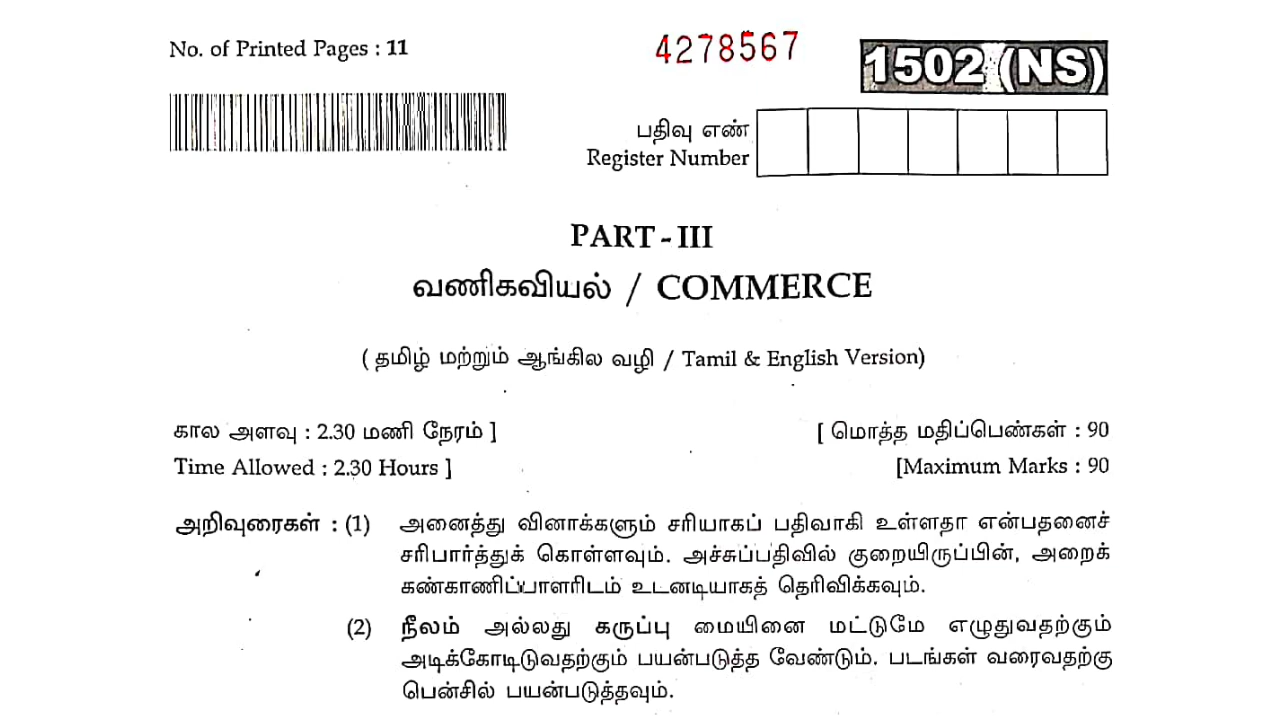 No. of Printed Pages : 11
4278567
1502 (NS)
பதிவு எண்
Register Number
PART - III
வணிகவியல் / COMMERCE
( தமிழ் மற்றும் ஆங்கில வழி / Tamil & English Version)
கால அளவு : 2.30 மணி நேரம் ]
[ மொத்த மதிப்பெண்கள் : 90
Time Allowed : 2.30 Hours ]
[Maximum Marks : 90
அறிவுரைகள் : (1) அனைத்து வினாக்களும் சரியாகப் பதிவாகி உள்ளதா என்பதனைச்
சரிபார்த்துக் கொள்ளவும். அச்சுப்பதிவில் குறையிருப்பின், அறைக்
கண்காணிப்பாளரிடம் உடனடியாகத் தெரிவிக்கவும்.
(2) நீலம் அல்லது கருப்பு மையினை மட்டுமே எழுதுவதற்கும்
அடிக்கோடிடுவதற்கும் பயன்படுத்த வேண்டும். படங்கள் வரைவதற்கு
பென்சில் பயன்படுத்தவும்.